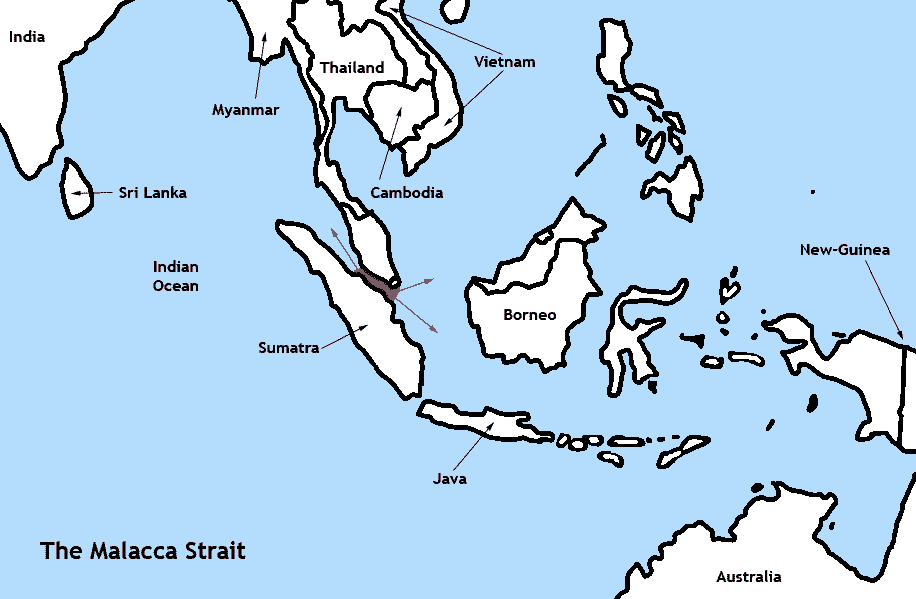 India
Thailand
Vietnam
Myanmar
Sri Lanka
Cambodia
New-Guinea
Indian
Ocean
Borneo
Sumatra
Java
The Malacca Strait
Australia